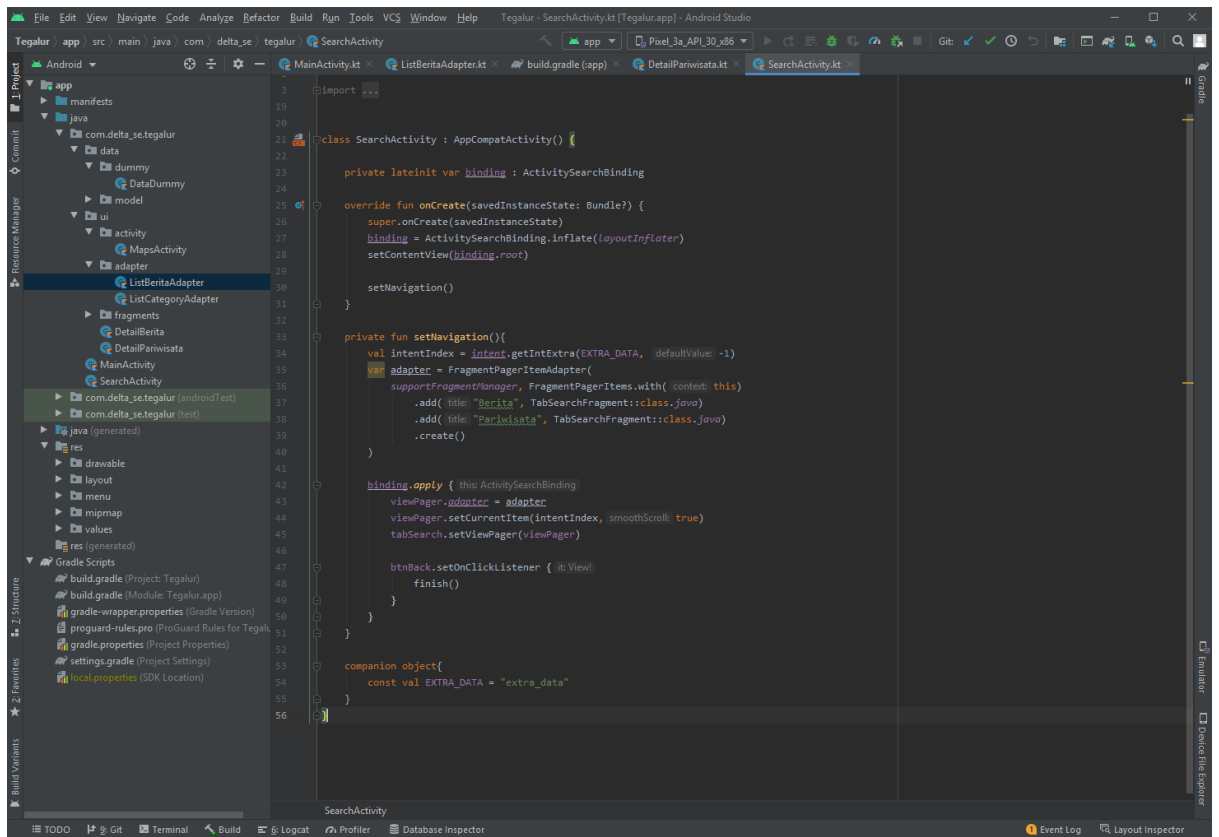 File Edit View Navigate Code Analyze Refactor Build Run Tools VCS Window Help Tegalur - SearchActivity.kt [Tegalur.app] - Android Studio
Tegalur app src main java com delta_se tegalur SearchActivity app Pixel_3a_API_30_x86 Git:
Android MainActivity.kt ListBeritaAdapter.kt build.gradle (:app) DetailPariwisata.kt SearchActivity.kt
1: Project
Commit
Resource Manager
Z: Structure
2: Favorites
Build Variants
app
manifests
java
com.delta_se.tegalur
data
dummy
DataDummy
model
ui
activity
MapsActivity
adapter
ListBeritaAdapter
ListCategoryAdapter
fragments
DetailBerita
DetailPariwisata
MainActivity
SearchActivity
com.delta_se.tegalur (androidTest)
com.delta_se.tegalur (test)
java (generated)
res
drawable
layout
menu
mipmap
values
res (generated)
Gradle Scripts
build.gradle (Project: Tegalur)
build.gradle (Module: Tegalur.app)
gradle-wrapper.properties (Gradle Version)
proguard-rules.pro (ProGuard Rules for Tegalu
gradle.properties (Project Properties)
settings.gradle (Project Settings)
local.properties (SDK Location)
3 import ...
19
20
21 class SearchActivity : AppCompatActivity() {
22
23 private lateinit var binding : ActivitySearchBinding
24
25 override fun onCreate(savedInstanceState: Bundle?) {
26 super.onCreate(savedInstanceState)
27 binding = ActivitySearchBinding.inflate(layoutInflater)
28 setContentView(binding.root)
29
30 setNavigation()
31 }
32
33 private fun setNavigation(){
34 val intentIndex = intent.getIntExtra(EXTRA_DATA, defaultValue: -1)
35 var adapter = FragmentPagerItemAdapter(
36 supportFragmentManager, FragmentPagerItems.with( context: this)
37 .add( title: "Berita", TabSearchFragment::class.java)
38 .add( title: "Pariwisata", TabSearchFragment::class.java)
39 .create()
40 )
41
42 binding.apply { this: ActivitySearchBinding
43 viewPager.adapter = adapter
44 viewPager.setCurrentItem(intentIndex, smoothScroll: true)
45 tabSearch.setViewPager(viewPager)
46
47 btnBack.setOnClickListener { it: View!
48 finish()
49 }
50 }
51 }
52
53 companion object{
54 const val EXTRA_DATA = "extra_data"
55 }
56 }
Gradle
Emulator
Device File Explorer
SearchActivity
TODO 9: Git Terminal Build 6: Logcat Profiler Database Inspector 1 Event Log Layout Inspector